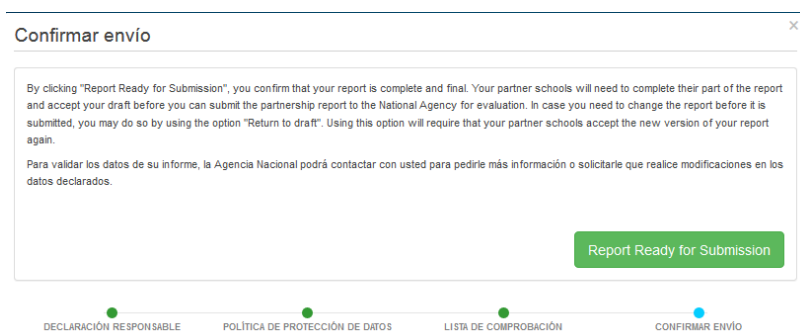 Confirmar envío
×
By clicking "Report Ready for Submission", you confirm that your report is complete and final. Your partner schools will need to complete their part of the report
and accept your draft before you can submit the partnership report to the National Agency for evaluation. In case you need to change the report before it is
submitted, you may do so by using the option "Return to draft". Using this option will require that your partner schools accept the new version of your report
again.
Para validar los datos de su informe, la Agencia Nacional podrá contactar con usted para pedirle más información o solicitarle que realice modificaciones en los
datos declarados.
Report Ready for Submission
DECLARACIÓN RESPONSABLE POLÍTICA DE PROTECCIÓN DE DATOS LISTA DE COMPROBACIÓN CONFIRMAR ENVÍO